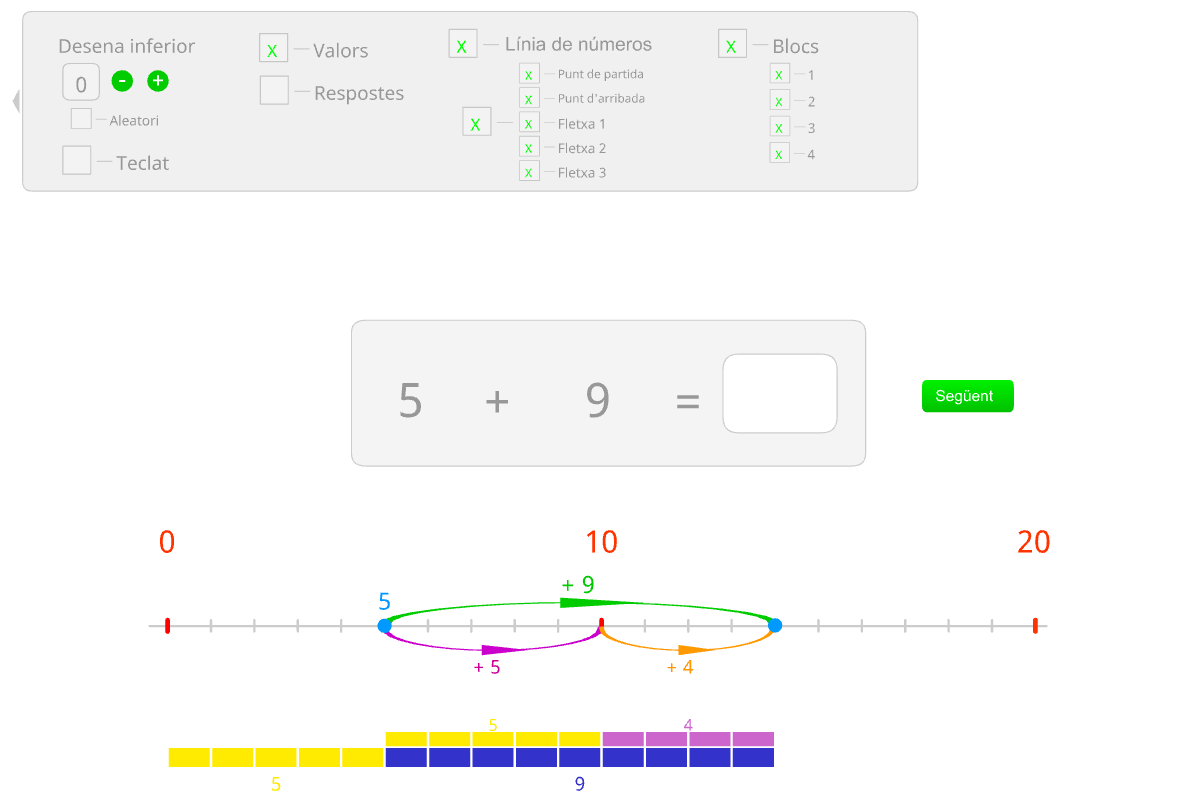 Desena inferior
0
-
+
x
Valors
x
Línia de números
x
Blocs
Aleatori
Respostes
x
Punt de partida
x
Punt d'arribada
x
x
Fletxa 1
x
Fletxa 2
x
Fletxa 3
x
1
x
2
x
3
x
4
Teclat
5 + 9 =
Següent
0
10
20
+ 9
5
+ 5
+ 4
5
4
5
9